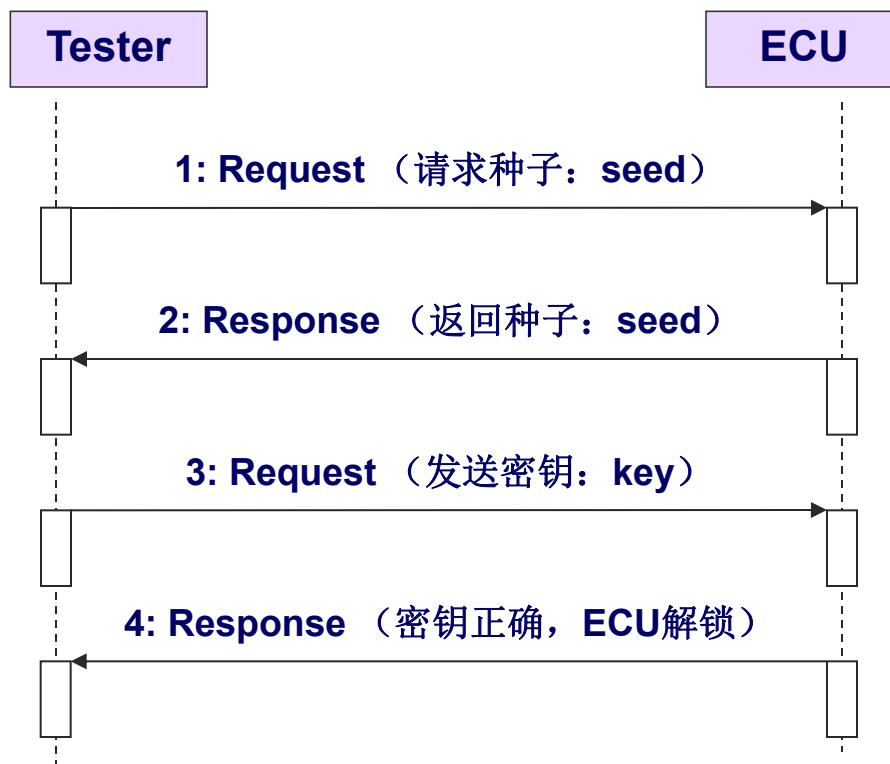 Tester
ECU
1: Request （请求种子：seed）
2: Response （返回种子：seed）
3: Request （发送密钥：key）
4: Response （密钥正确，ECU解锁）